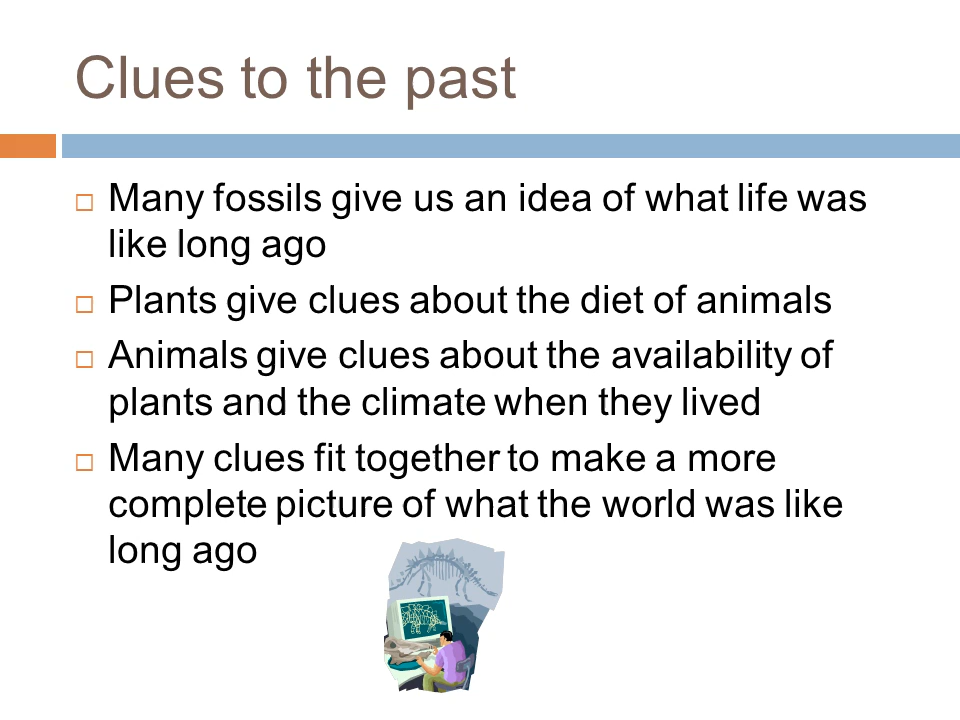 Clues to the past
Many fossils give us an idea of what life was
like long ago
Plants give clues about the diet of animals
Animals give clues about the availability of
plants and the climate when they lived
Many clues fit together to make a more
complete picture of what the world was like
long ago